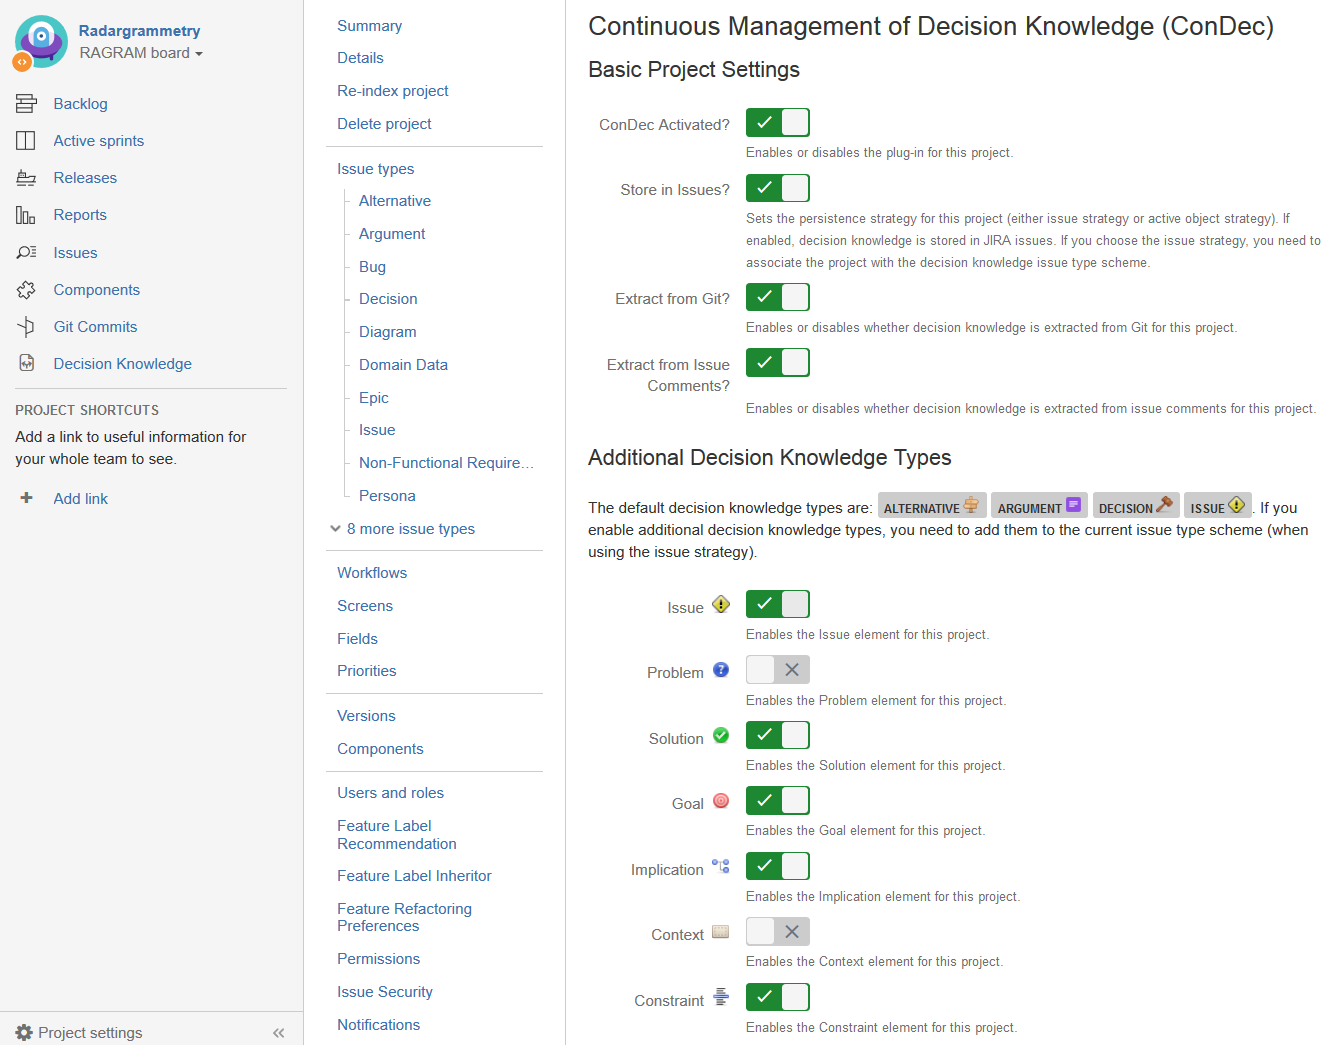 Radargrammetry
RAGRAM board
Backlog
Active sprints
Releases
Reports
Issues
Components
Git Commits
Decision Knowledge
PROJECT SHORTCUTS
Add a link to useful information for
your whole team to see.
Add link
Project settings
Summary
Details
Re-index project
Delete project
Issue types
Alternative
Argument
Bug
Decision
Diagram
Domain Data
Epic
Issue
Non-Functional Require...
Persona
8 more issue types
Workflows
Screens
Fields
Priorities
Versions
Components
Users and roles
Feature Label
Recommendation
Feature Label Inheritor
Feature Refactoring
Preferences
Permissions
Issue Security
Notifications
Continuous Management of Decision Knowledge (ConDec)
Basic Project Settings
ConDec Activated?
Enables or disables the plug-in for this project.
Store in Issues?
Sets the persistence strategy for this project (either issue strategy or active object strategy). If
enabled, decision knowledge is stored in JIRA issues. If you choose the issue strategy, you need to
associate the project with the decision knowledge issue type scheme.
Extract from Git?
Enables or disables whether decision knowledge is extracted from Git for this project.
Extract from Issue
Comments?
Enables or disables whether decision knowledge is extracted from issue comments for this project.
Additional Decision Knowledge Types
The default decision knowledge types are: ALTERNATIVE ARGUMENT DECISION ISSUE . If you
enable additional decision knowledge types, you need to add them to the current issue type scheme (when
using the issue strategy).
Issue
Enables the Issue element for this project.
Problem
Enables the Problem element for this project.
Solution
Enables the Solution element for this project.
Goal
Enables the Goal element for this project.
Implication
Enables the Implication element for this project.
Context
Enables the Context element for this project.
Constraint
Enables the Constraint element for this project.